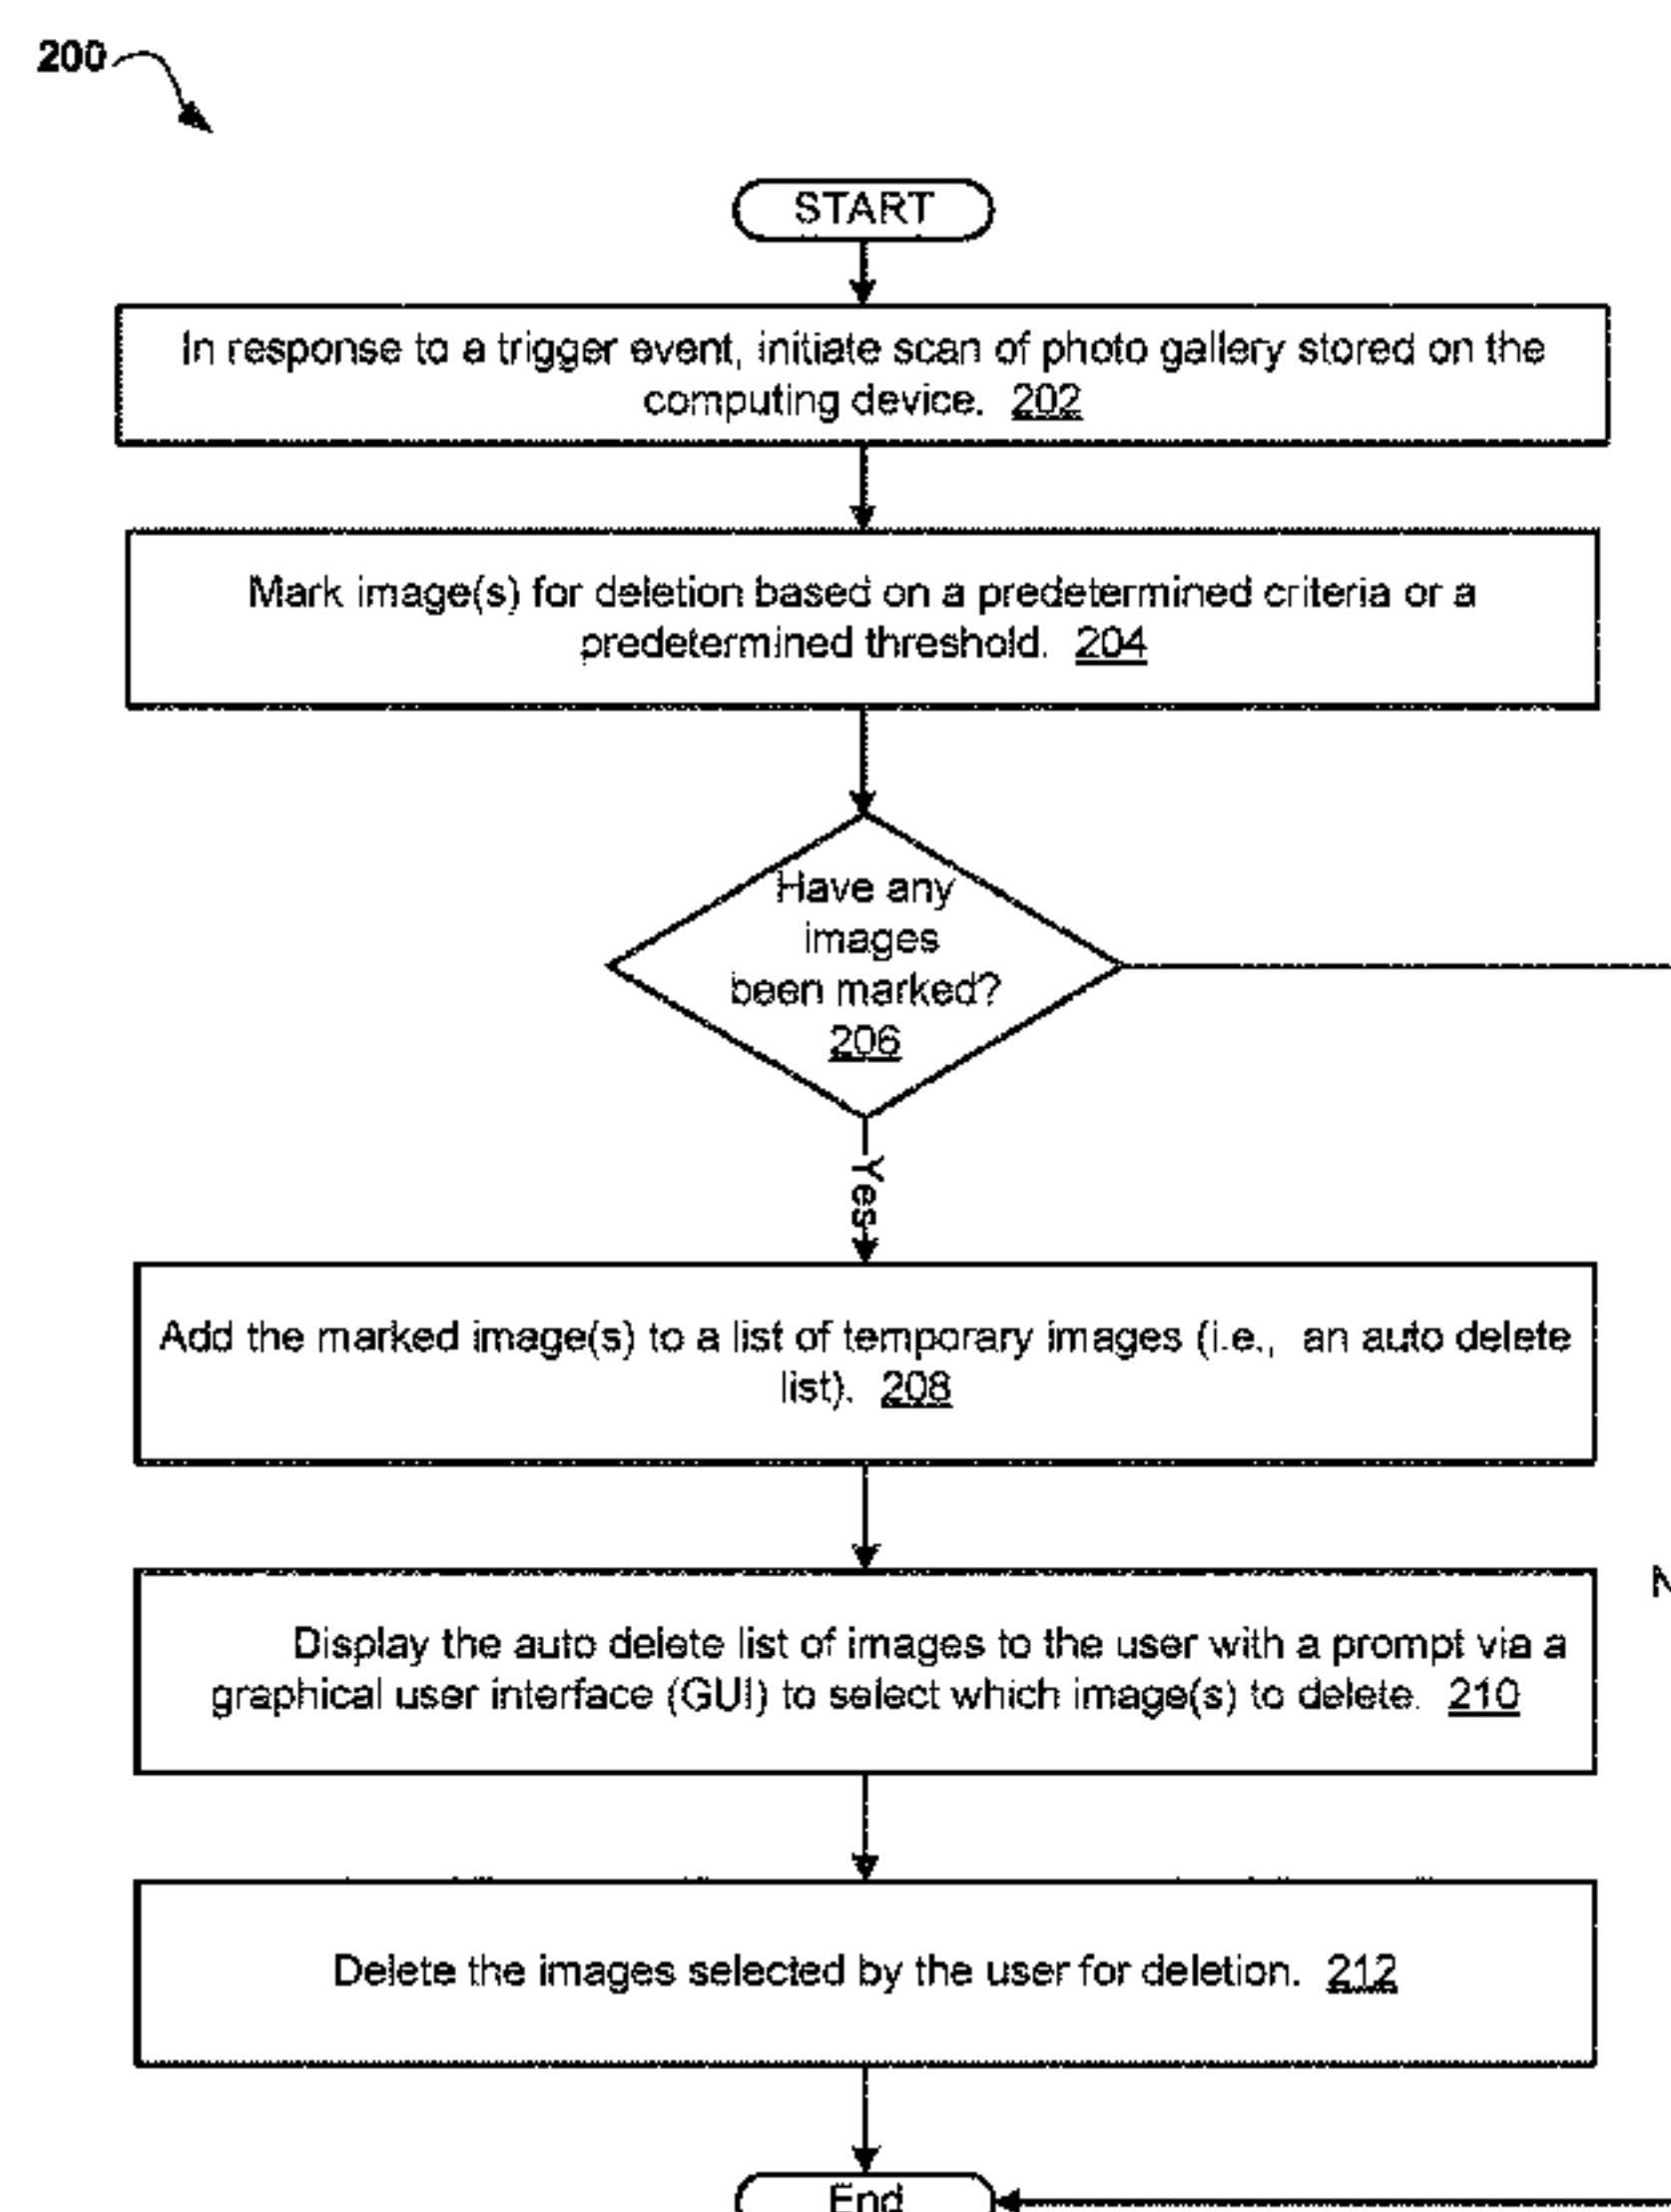 200
START
In response to a trigger event, initiate scan of photo gallery stored on the
computing device. 202
Mark image(s) for deletion based on a predetermined criteria or a
predetermined threshold. 204
Have any
images
been marked?
206
Yes
Add the marked image(s) to a list of temporary images (i.e., an auto delete
list). 208
Display the auto delete list of images to the user with a prompt via a
graphical user interface (GUI) to select which image(s) to delete. 210
Delete the images selected by the user for deletion. 212
End